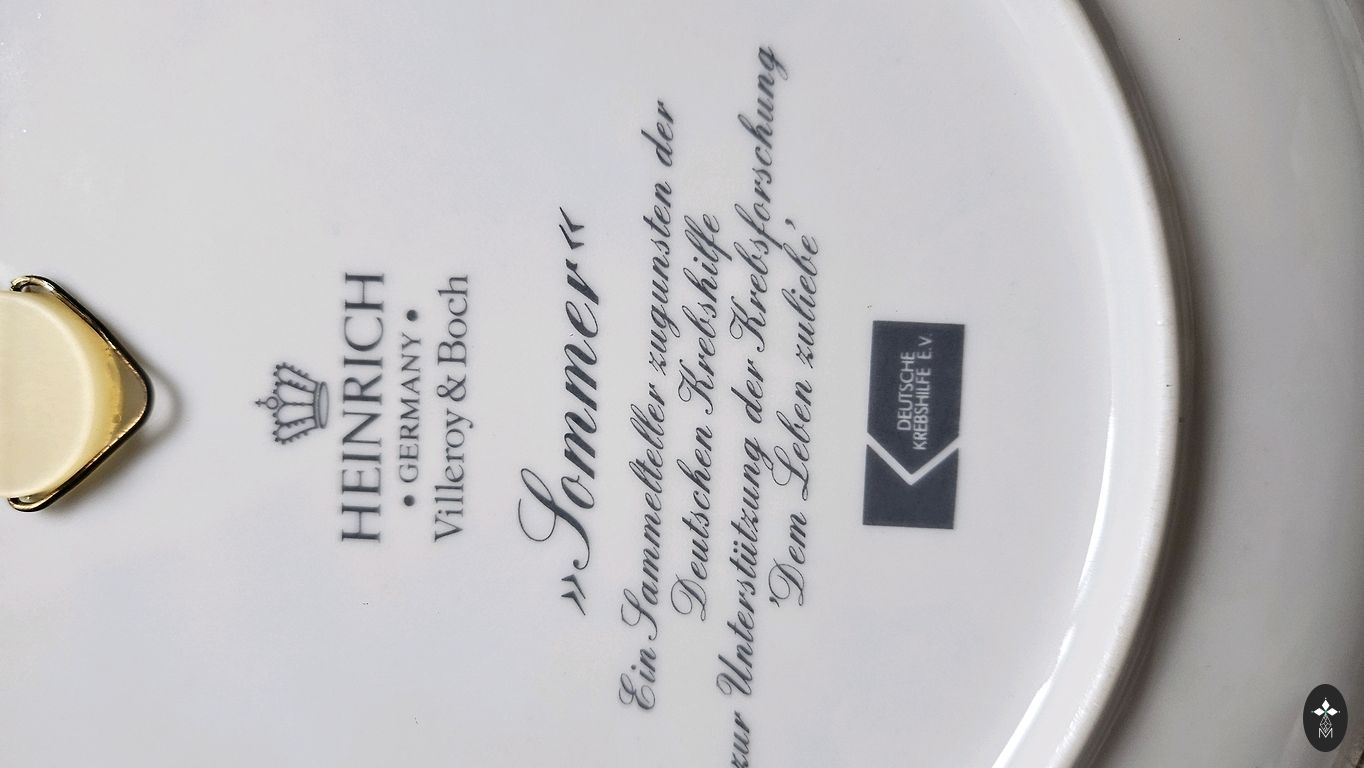 HEINRICH
• GERMANY •
Villeroy & Boch
»Sommer«
Ein Sammelteller zugunsten der
Deutschen Krebshilfe
zur Unterstützung der Krebsforschung
'Dem Leben zuliebe'
DEUTSCHE
KREBSHILFE E.V.
M